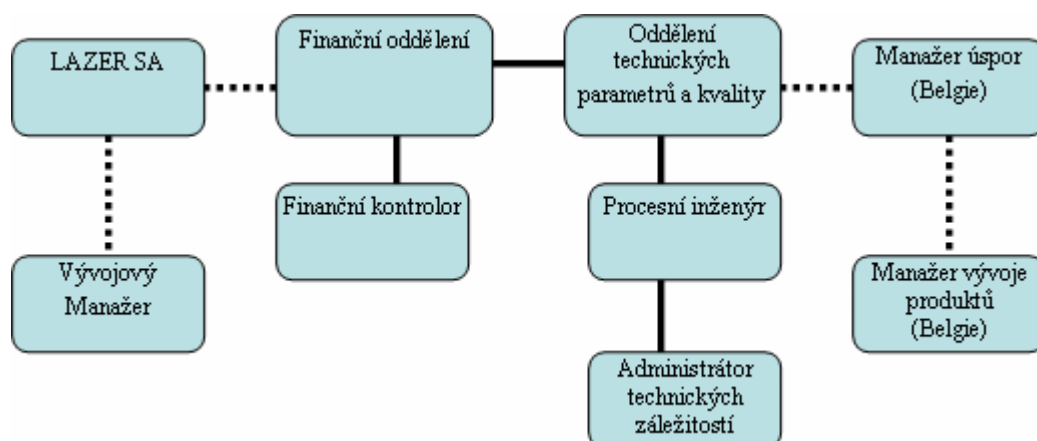 LAZER SA
Finanční oddělení
Oddělení
technických
parametrů a kvality
Manažer úspor
(Belgie)
Finanční kontrolor
Procesní inženýr
Vývojový
Manažer
Manažer vývoje
produktů
(Belgie)
Administrátor
technických
záležitostí